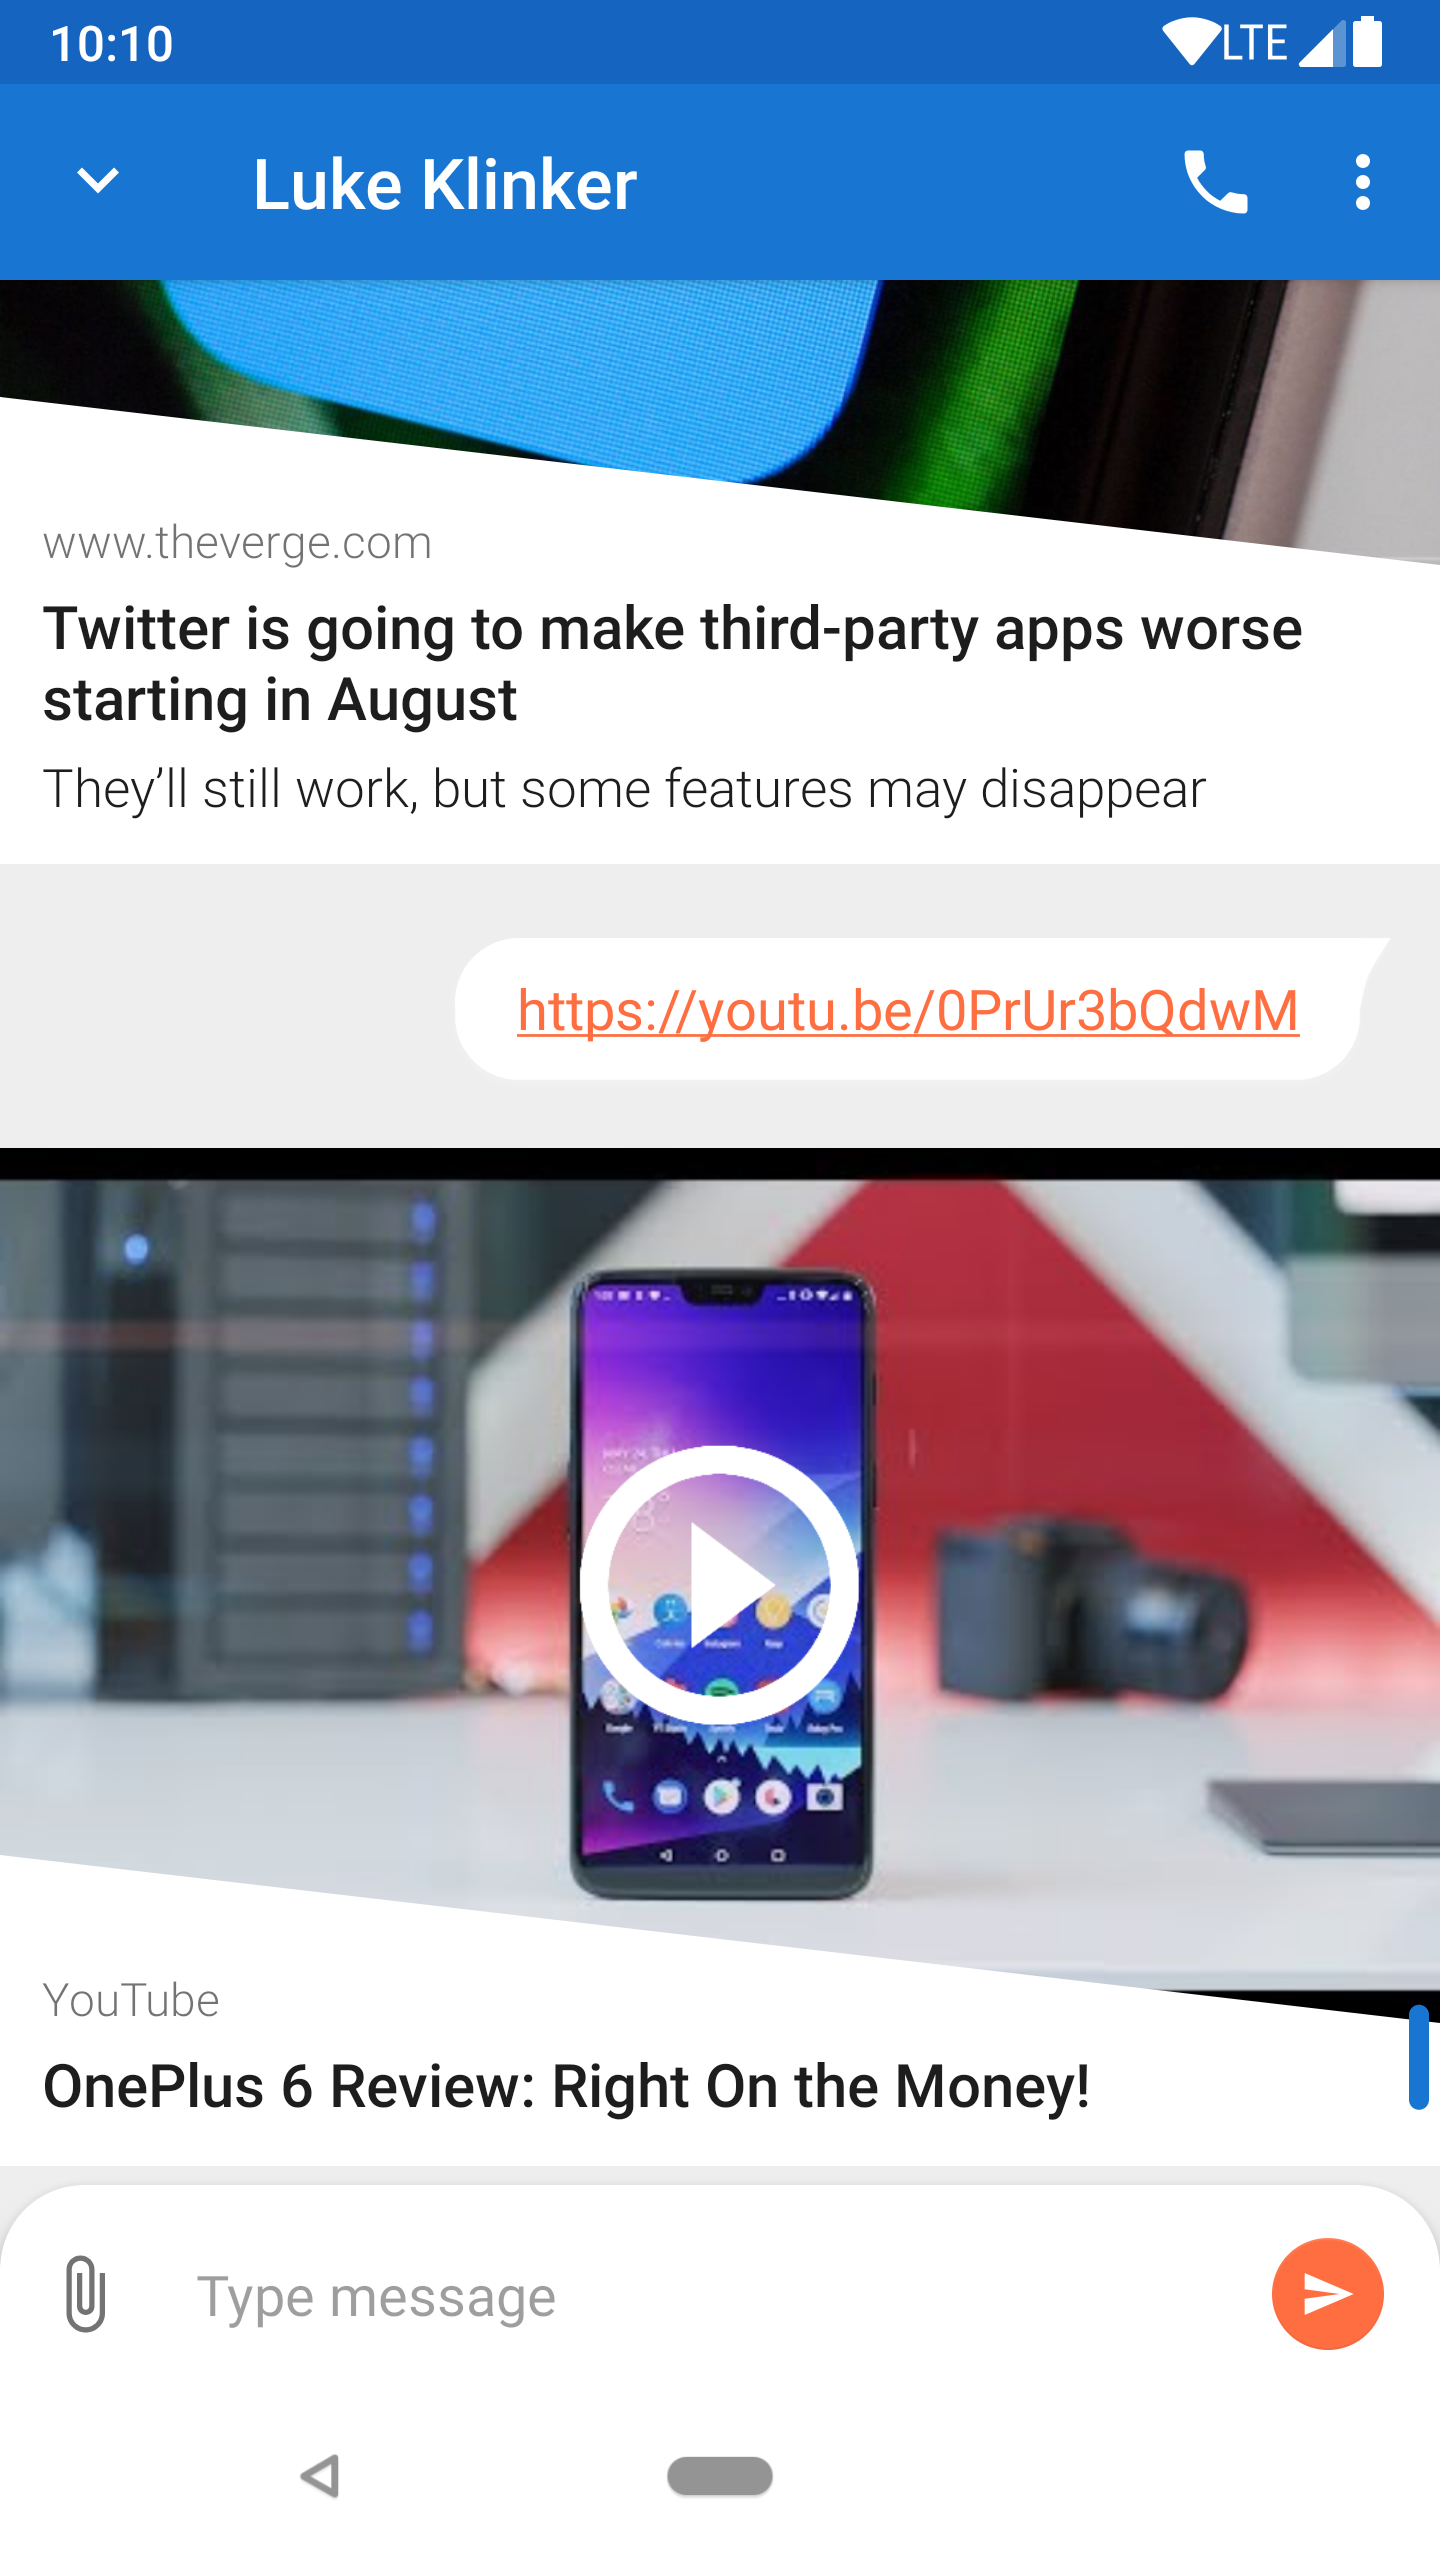 10:10 LTE
Luke Klinker
www.theverge.com
Twitter is going to make third-party apps worse
starting in August
They’ll still work, but some features may disappear
https://youtu.be/0PrUr3bQdwM
YouTube
OnePlus 6 Review: Right On the Money!
Type message